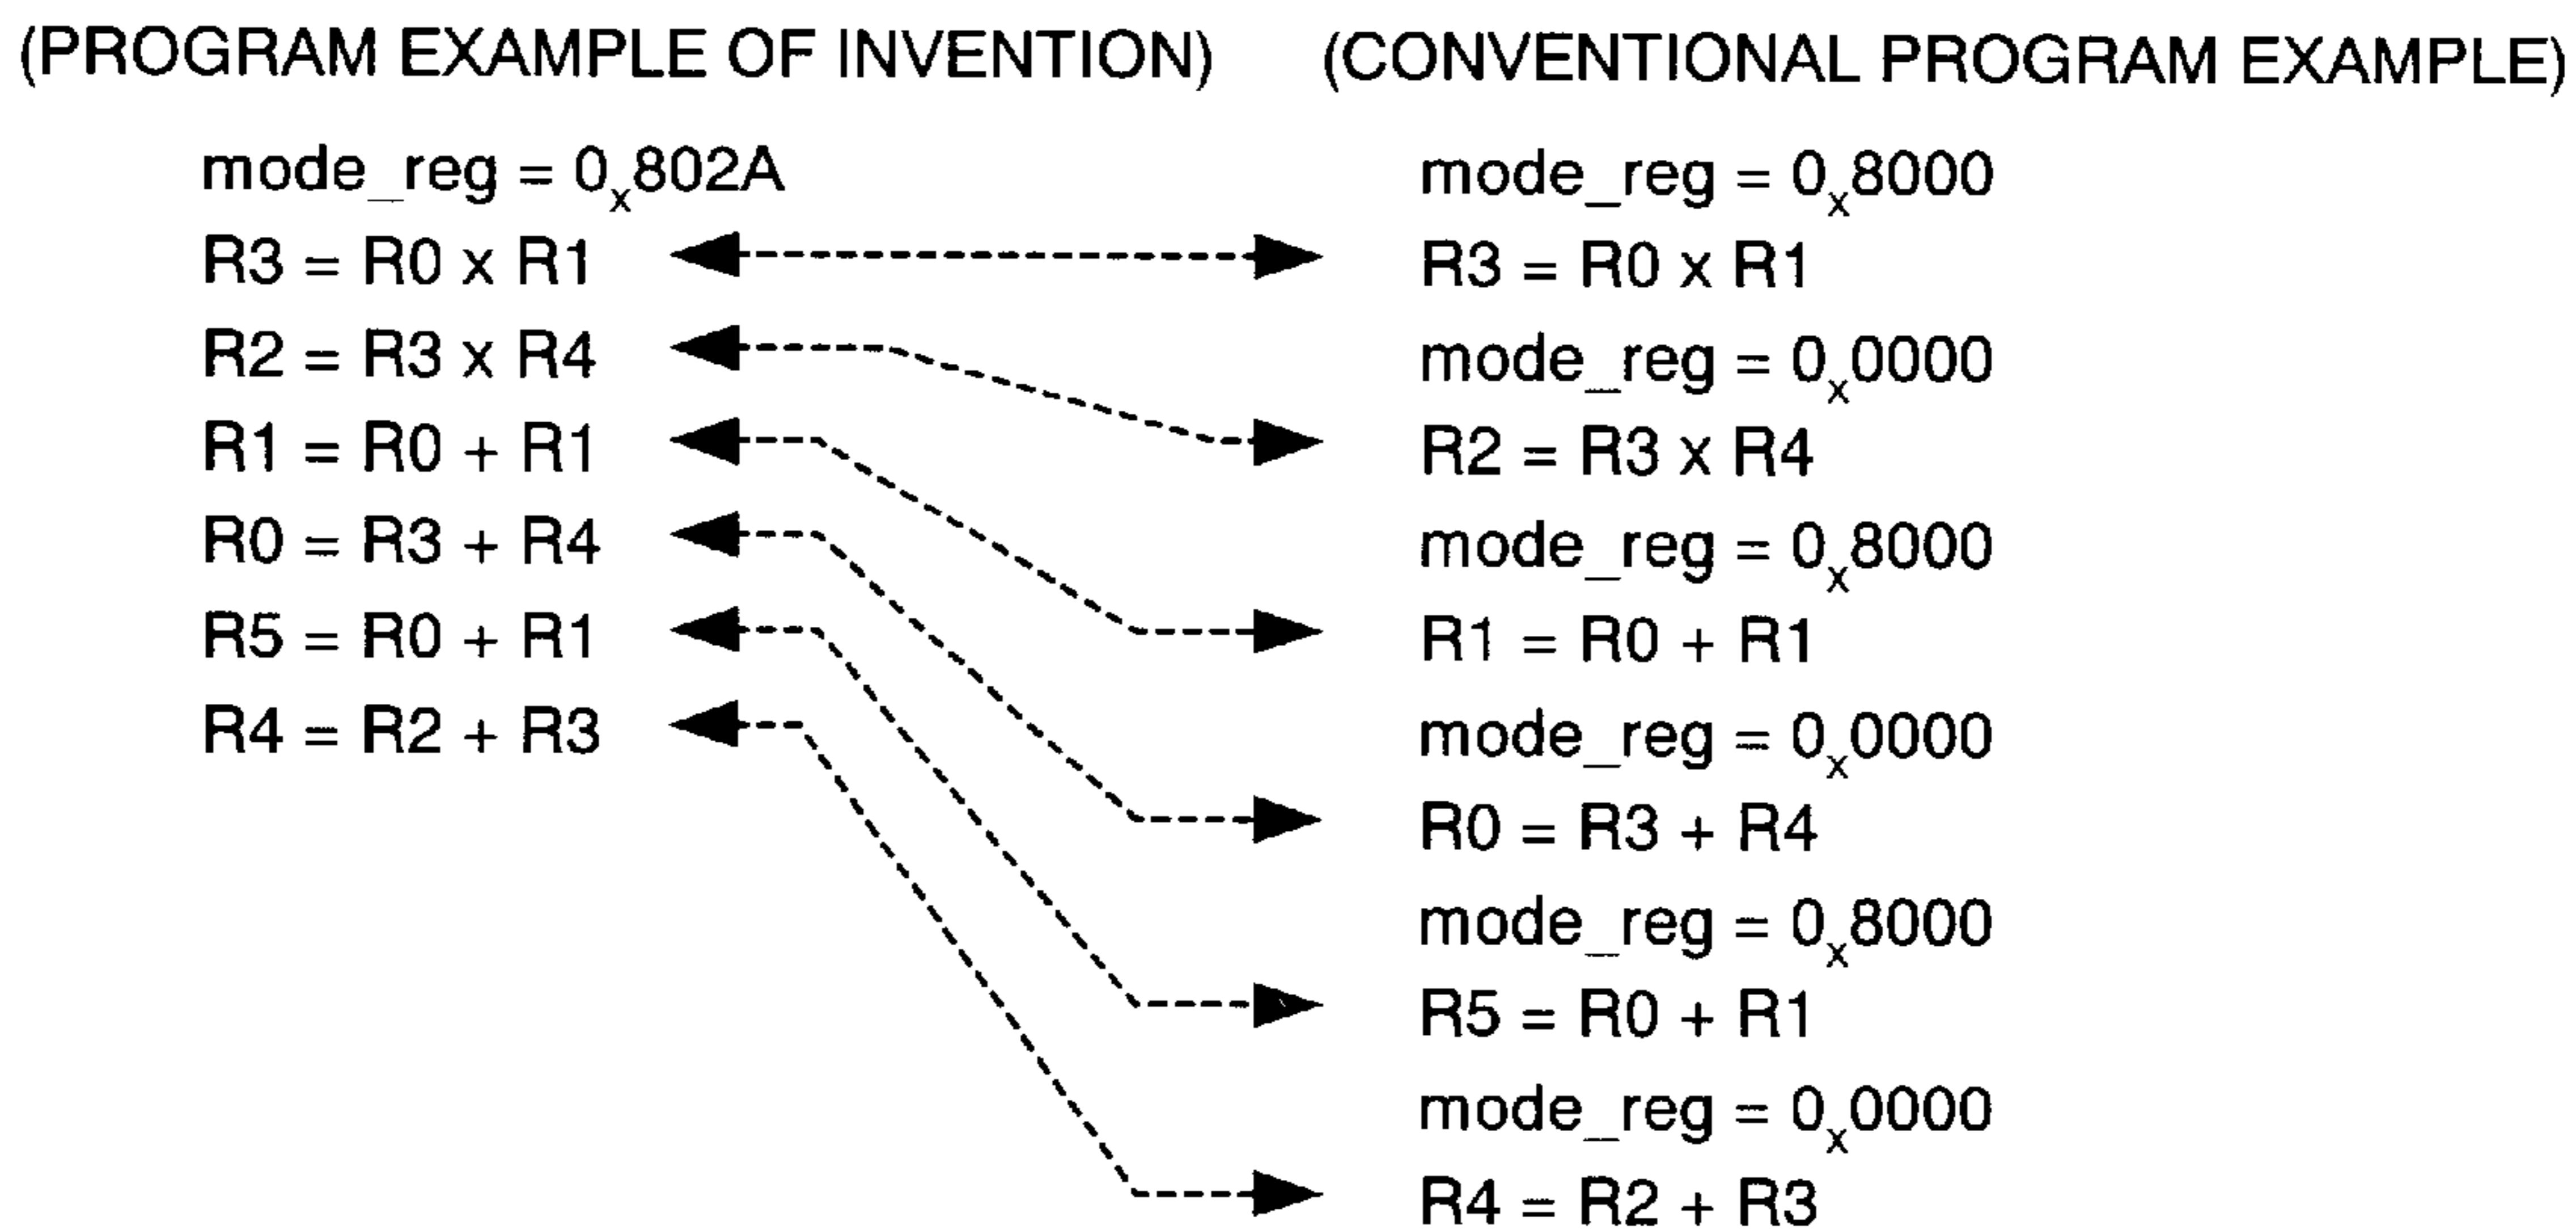 (PROGRAM EXAMPLE OF INVENTION)
mode_reg = 0x802A
R3 = R0 x R1
R2 = R3 x R4
R1 = R0 + R1
R0 = R3 + R4
R5 = R0 + R1
R4 = R2 + R3
(CONVENTIONAL PROGRAM EXAMPLE)
mode_reg = 0x8000
R3 = R0 x R1
mode_reg = 0x0000
R2 = R3 x R4
mode_reg = 0x8000
R1 = R0 + R1
mode_reg = 0x0000
R0 = R3 + R4
mode_reg = 0x8000
R5 = R0 + R1
mode_reg = 0x0000
R4 = R2 + R3